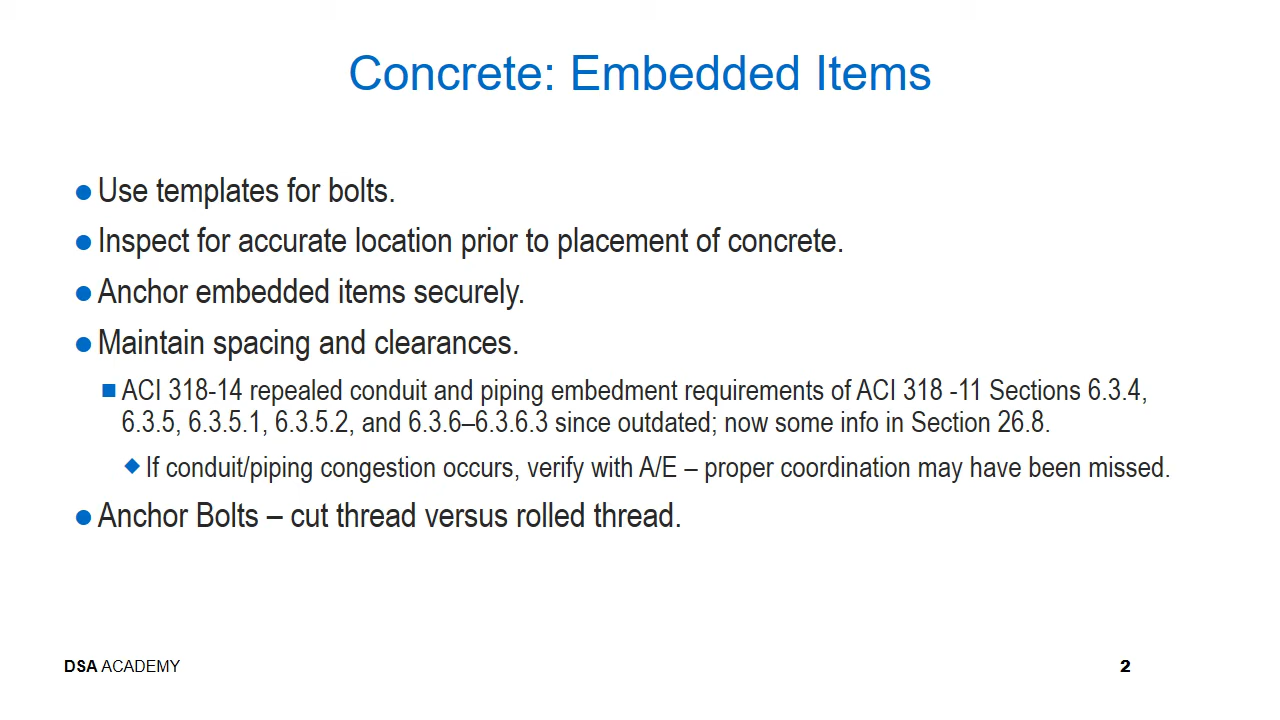 Concrete: Embedded Items
Use templates for bolts.
Inspect for accurate location prior to placement of concrete.
Anchor embedded items securely.
Maintain spacing and clearances.
ACI 318-14 repealed conduit and piping embedment requirements of ACI 318 -11 Sections 6.3.4,
6.3.5, 6.3.5.1, 6.3.5.2, and 6.3.6–6.3.6.3 since outdated; now some info in Section 26.8.
If conduit/piping congestion occurs, verify with A/E – proper coordination may have been missed.
Anchor Bolts – cut thread versus rolled thread.
DSA ACADEMY
2